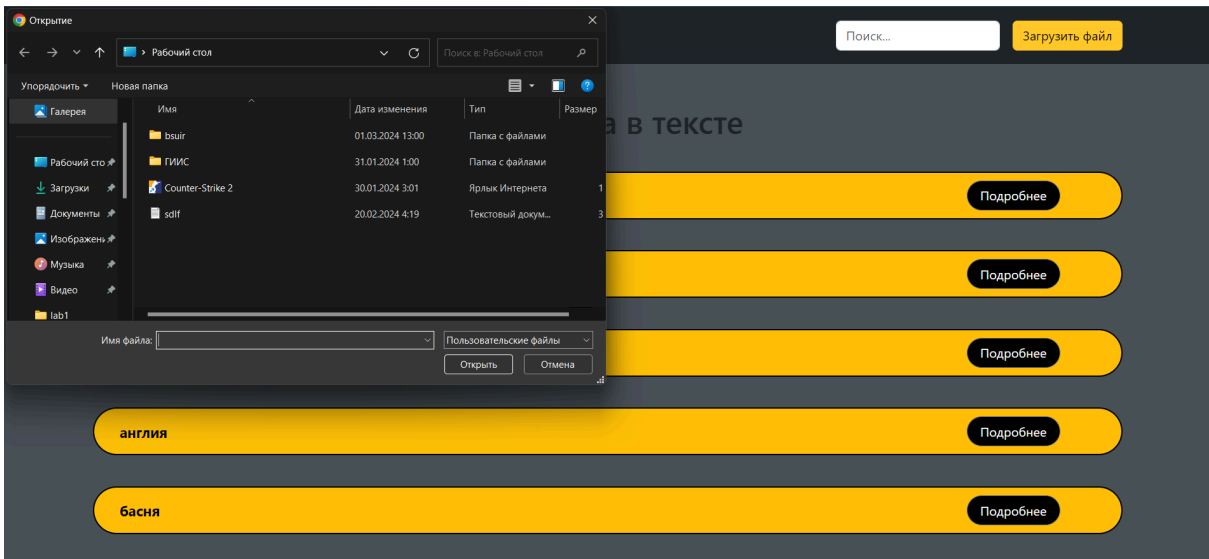 Открытие
Рабочий стол
Поиск в: Рабочий стол
Поиск...
Загрузить файл
Упорядочить
Новая папка
Имя
Дата изменения
Тип
Размер
Галерея
bsuir
01.03.2024 13:00
Папка с файлами
ГИИС
31.01.2024 1:00
Папка с файлами
Counter-Strike 2
30.01.2024 3:01
Ярлык Интернета
1
sdlf
20.02.2024 4:19
Текстовый докум...
3
Рабочий сто
Загрузки
Документы
Изображень
Музыка
Видео
lab1
Имя файла:
Пользовательские файлы
Открыть
Отмена
а в тексте
Подробнее
Подробнее
Подробнее
англия
Подробнее
басня
Подробнее